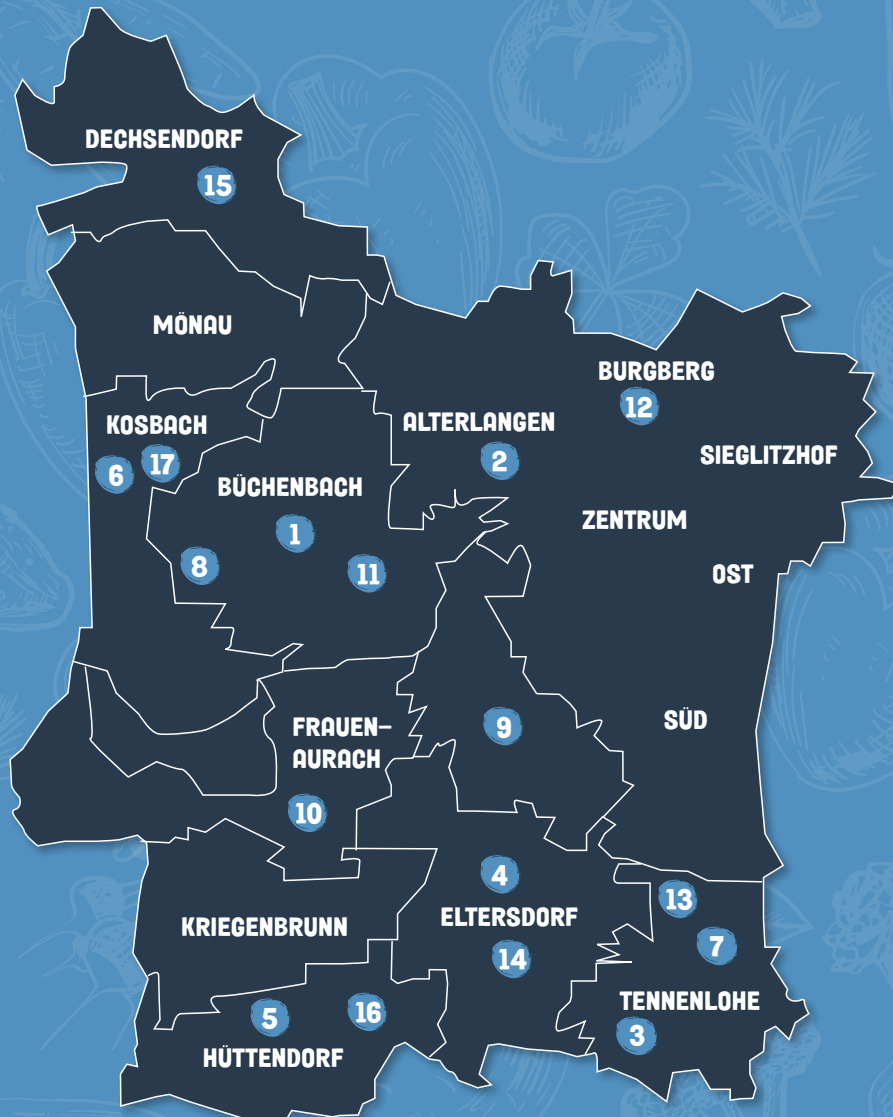 DECHSENDORF
15
MÖNAU
BURGBERG
12
KOSBACH
ALTERLANGEN
2
SIEGLITZHOF
6
17
BÜCHENBACH
ZENTRUM
1
8
11
OST
FRAUEN-
AURACH
9
SÜD
10
4
13
KRIEGENBRUNN
ELTERSDORF
7
14
TENNENLOHE
5
16
3
HÜTTENDORF